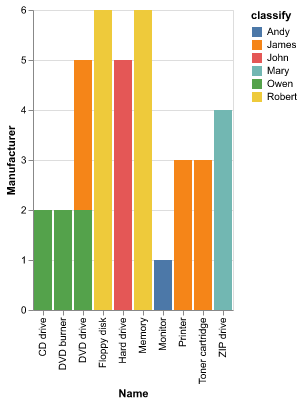 classify
Andy
James
John
Mary
Owen
Robert
Manufacturer
6
5
4
3
2
1
0
CD drive
DVD burner
DVD drive
Floppy disk
Hard drive
Memory
Monitor
Printer
Toner cartridge
ZIP drive
Name